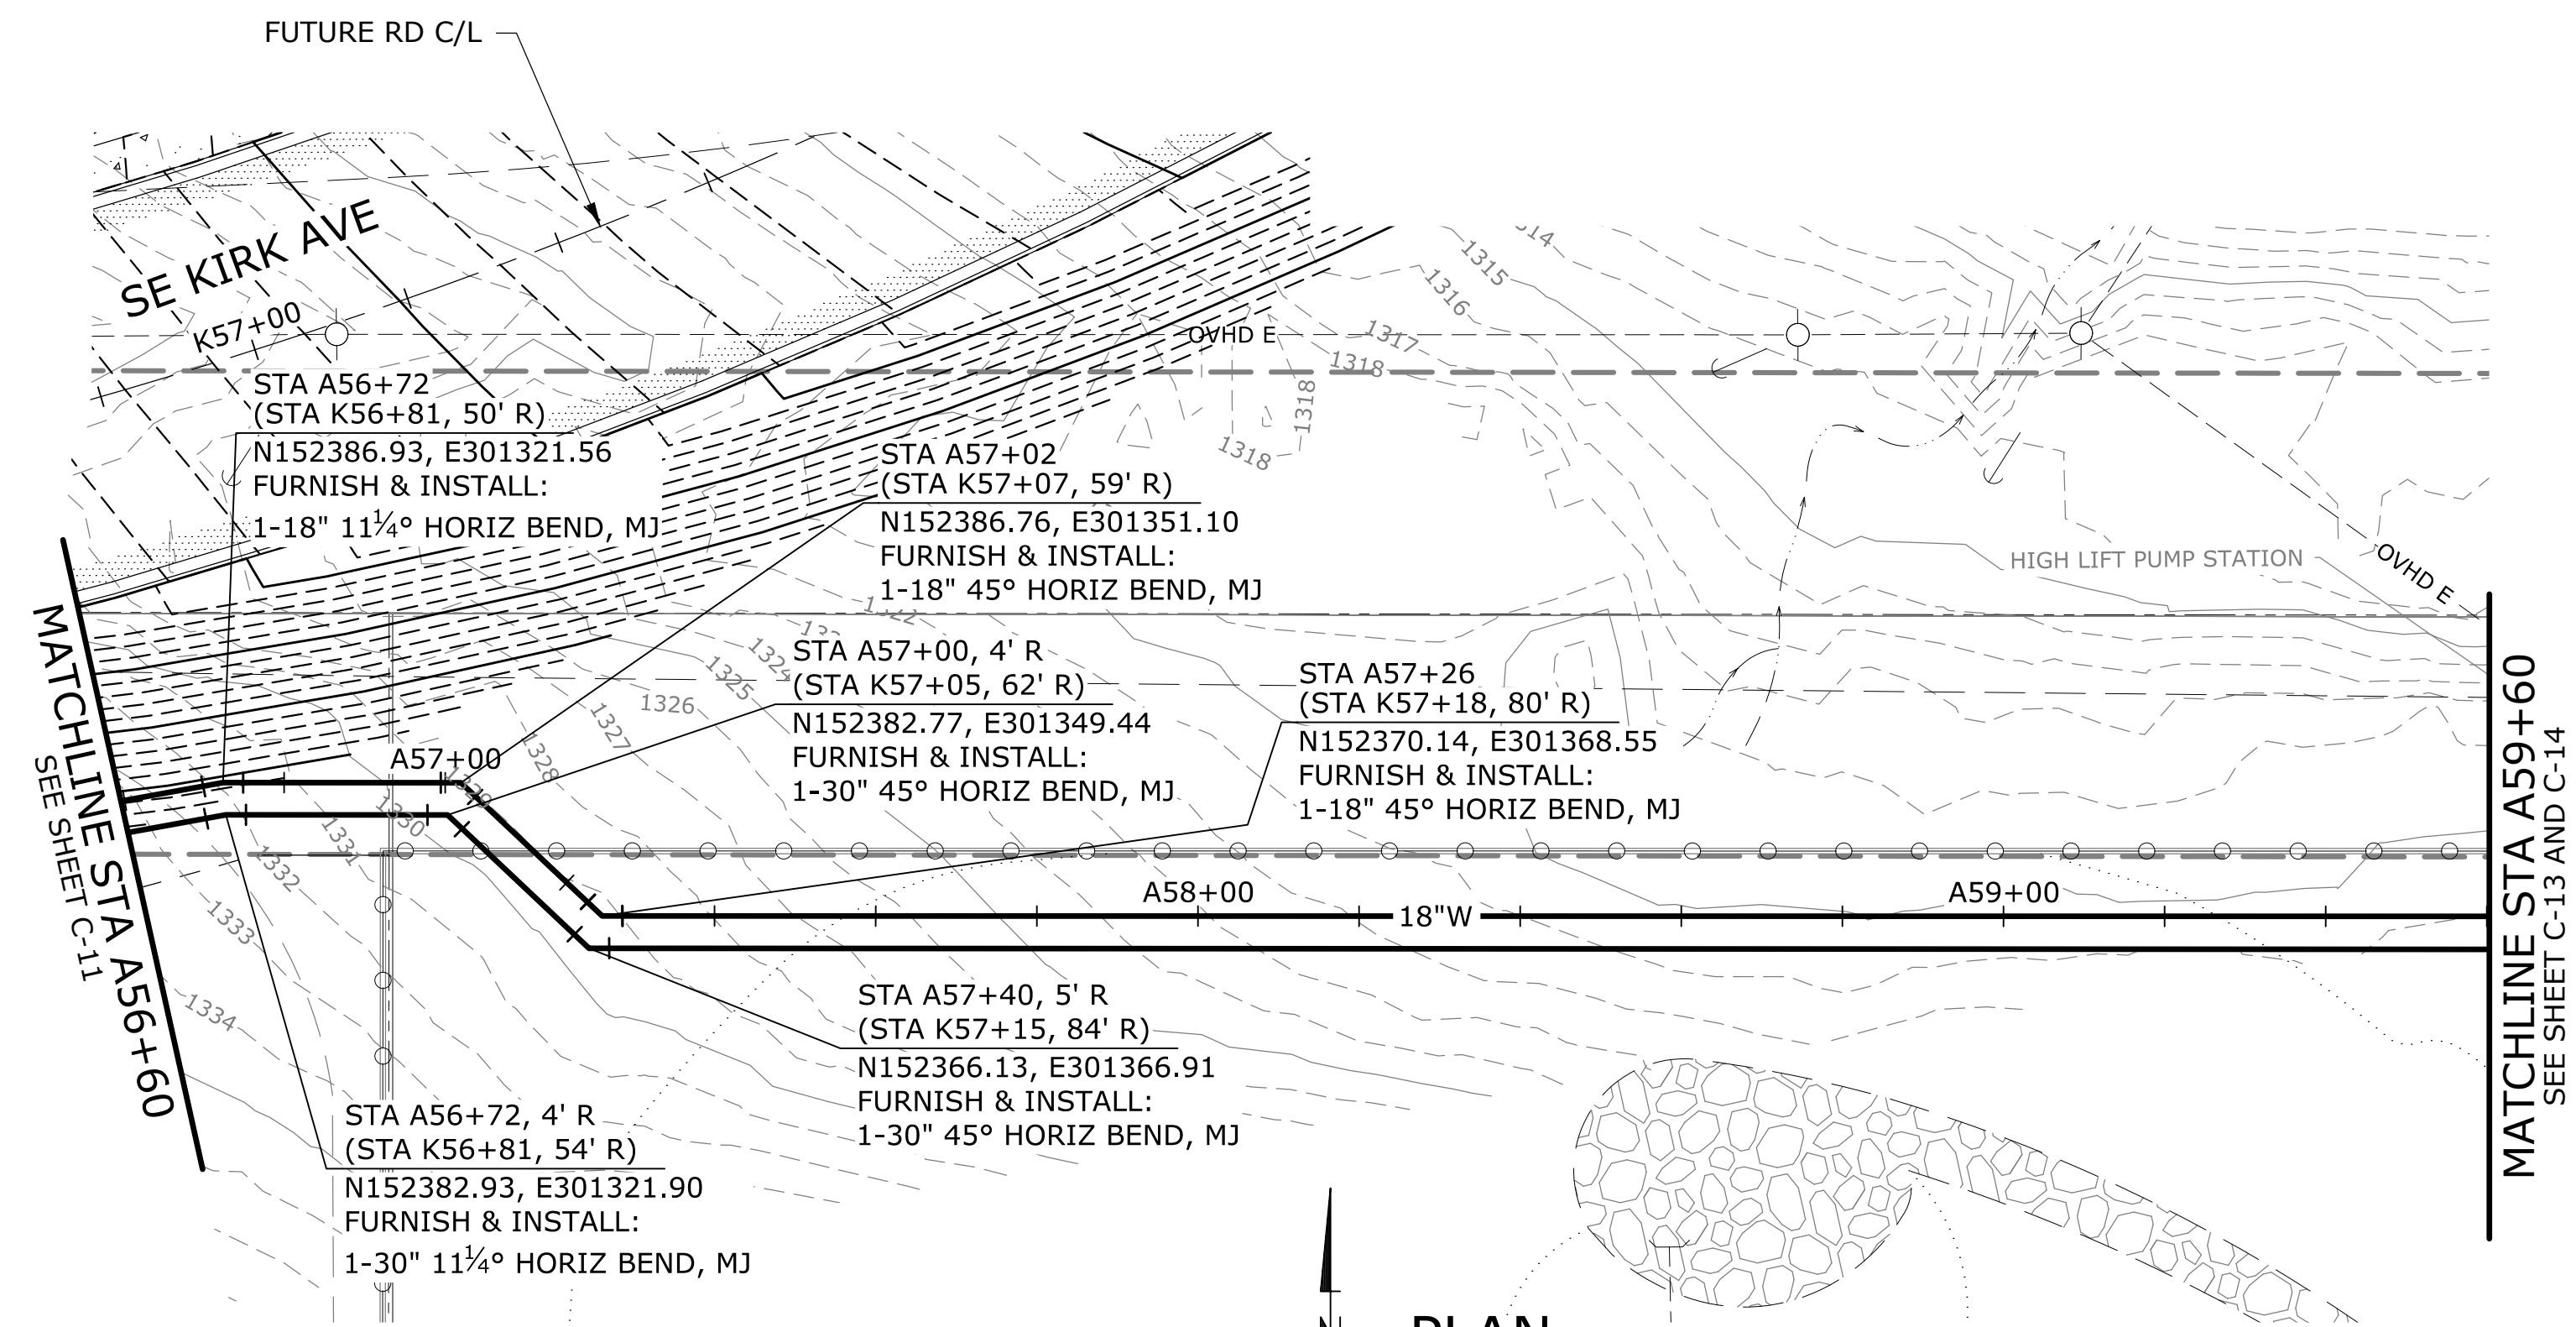 FUTURE RD C/L
SE KIRK AVE
K57+00
STA A56+72
(STA K56+81, 50' R)
N152386.93, E301321.56
FURNISH & INSTALL:
1-18" 11¼° HORIZ BEND, MJ
STA A57+02
(STA K57+07, 59' R)
N152386.76, E301351.10
FURNISH & INSTALL:
1-18" 45° HORIZ BEND, MJ
OVHD E
1315
1316
1317
1318
1318
1318
HIGH LIFT PUMP STATION
OVHD E
STA A57+00, 4' R
(STA K57+05, 62' R)
N152382.77, E301349.44
FURNISH & INSTALL:
1-30" 45° HORIZ BEND, MJ
STA A57+26
(STA K57+18, 80' R)
N152370.14, E301368.55
FURNISH & INSTALL:
1-18" 45° HORIZ BEND, MJ
1324
1325
1326
1327
1328
1329
1330
1331
1332
1333
1334
A57+00
A58+00
18"W
A59+00
MATCHLINE STA A56+60
SEE SHEET C-11
MATCHLINE STA A59+60
SEE SHEET C-13 AND C-14
STA A57+40, 5' R
(STA K57+15, 84' R)
N152366.13, E301366.91
FURNISH & INSTALL:
1-30" 45° HORIZ BEND, MJ
STA A56+72, 4' R
(STA K56+81, 54' R)
N152382.93, E301321.90
FURNISH & INSTALL:
1-30" 11¼° HORIZ BEND, MJ
PLAN